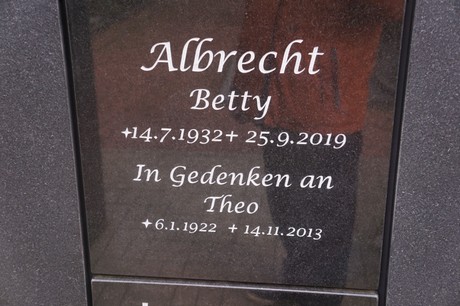 Albrecht
Betty
✦14.7.1932 + 25.9.2019
In Gedenken an
Theo
✦6.1.1922 + 14.11.2013